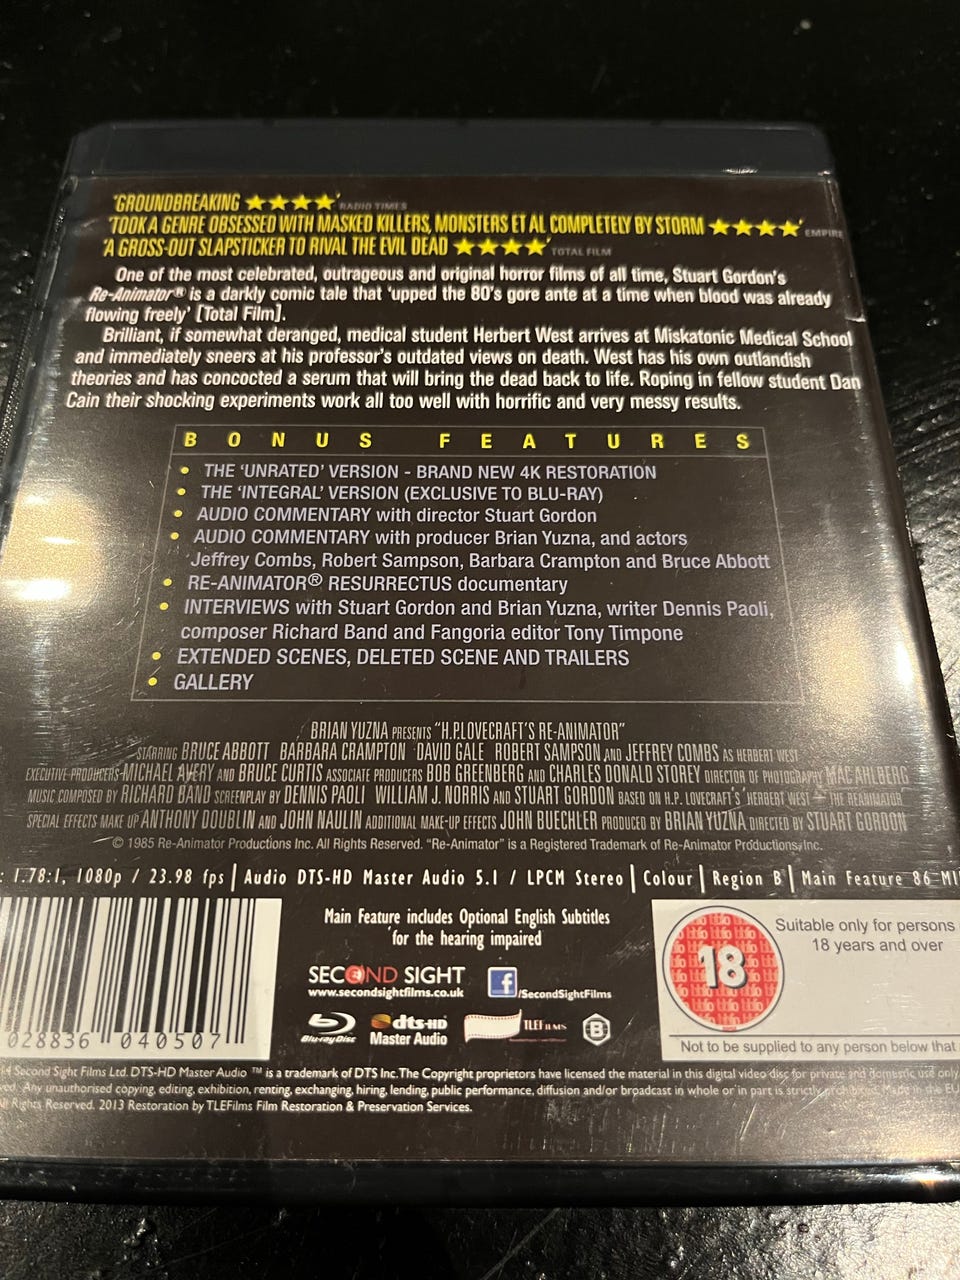 'GROUNDBREAKING ★★★★' RADIO TIMES
'TOOK A GENRE OBSESSED WITH MASKED KILLERS, MONSTERS ET AL COMPLETELY BY STORM ★★★★' EMPIRE
'A GROSS-OUT SLAPSTICKER TO RIVAL THE EVIL DEAD ★★★★' TOTAL FILM
One of the most celebrated, outrageous and original horror films of all time, Stuart Gordon's
Re-Animator® is a darkly comic tale that 'upped the 80's gore ante at a time when blood was already
flowing freely' [Total Film].
Brilliant, if somewhat deranged, medical student Herbert West arrives at Miskatonic Medical School
and immediately sneers at his professor's outdated views on death. West has his own outlandish
theories and has concocted a serum that will bring the dead back to life. Roping in fellow student Dan
Cain their shocking experiments work all too well with horrific and very messy results.
BONUS FEATURES
• THE 'UNRATED' VERSION - BRAND NEW 4K RESTORATION
• THE 'INTEGRAL' VERSION (EXCLUSIVE TO BLU-RAY)
• AUDIO COMMENTARY with director Stuart Gordon
• AUDIO COMMENTARY with producer Brian Yuzna, and actors
Jeffrey Combs, Robert Sampson, Barbara Crampton and Bruce Abbott
• RE-ANIMATOR® RESURRECTUS documentary
• INTERVIEWS with Stuart Gordon and Brian Yuzna, writer Dennis Paoli,
composer Richard Band and Fangoria editor Tony Timpone
• EXTENDED SCENES, DELETED SCENE AND TRAILERS
• GALLERY
BRIAN YUZNA PRESENTS "H.P.LOVECRAFT'S RE-ANIMATOR"
STARRING BRUCE ABBOTT BARBARA CRAMPTON DAVID GALE ROBERT SAMPSON AND JEFFREY COMBS AS HERBERT WEST
EXECUTIVE PRODUCERS MICHAEL AVERY AND BRUCE CURTIS ASSOCIATE PRODUCERS BOB GREENBERG AND CHARLES DONALD STOREY DIRECTOR OF PHOTOGRAPHY MAC AHLBERG
MUSIC COMPOSED BY RICHARD BAND SCREENPLAY BY DENNIS PAOLI WILLIAM J. NORRIS AND STUART GORDON BASED ON H.P. LOVECRAFT'S 'HERBERT WEST – THE REANIMATOR'
SPECIAL EFFECTS MAKE UP ANTHONY DOUBLIN AND JOHN NAULIN ADDITIONAL MAKE-UP EFFECTS JOHN BUECHLER PRODUCED BY BRIAN YUZNA DIRECTED BY STUART GORDON
© 1985 Re-Animator Productions Inc. All Rights Reserved. "Re-Animator" is a Registered Trademark of Re-Animator Productions, Inc.
: 1.78:1, 1080p / 23.98 fps | Audio DTS-HD Master Audio 5.1 / LPCM Stereo | Colour | Region B | Main Feature 86 MI
Main Feature includes Optional English Subtitles
for the hearing impaired
Suitable only for persons
18 years and over
18
SECOND SIGHT
www.secondsightfilms.co.uk
f /SecondSightFilms
Blu-ray Disc
dts-HD
Master Audio
TLEFILMS
B
028836 040507
Not to be supplied to any person below that
Second Sight Films Ltd. DTS-HD Master Audio ™ is a trademark of DTS Inc. The Copyright proprietors have licensed the material in this digital video disc for private and domestic use only.
Any unauthorised copying, editing, exhibition, renting, exchanging, hiring, lending, public performance, diffusion and/or broadcast in whole or in part is strictly prohibited. Made in the EU
All Rights Reserved. 2013 Restoration by TLEFilms Film Restoration & Preservation Services.